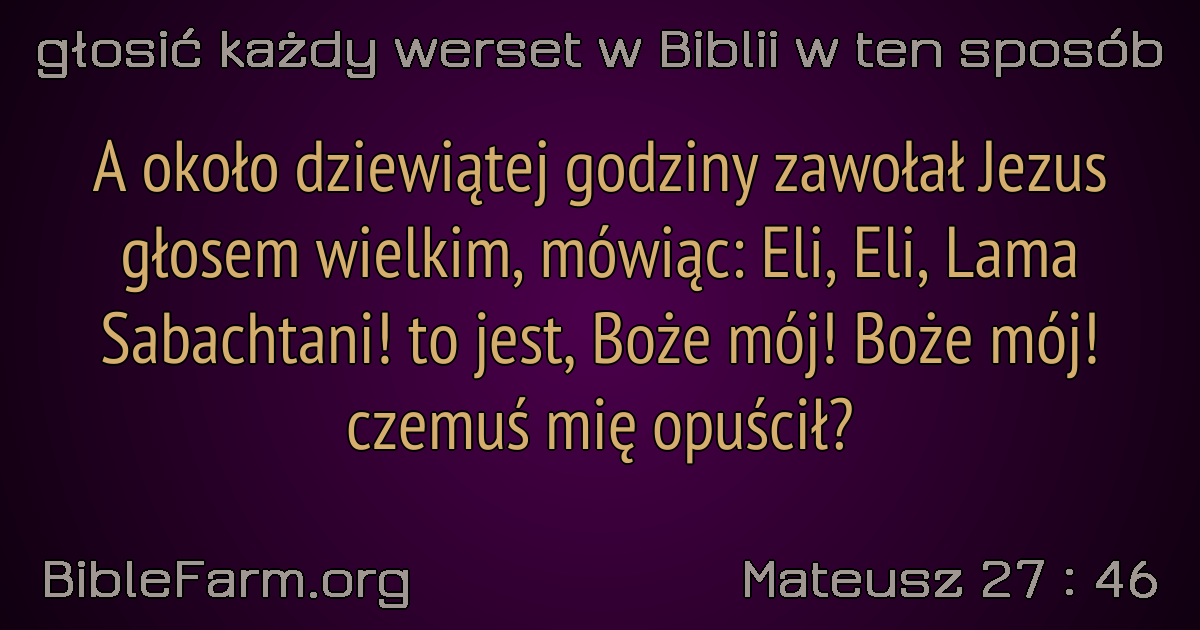 głosić każdy werset w Biblii w ten sposób
A około dziewiątej godziny zawołał Jezus
głosem wielkim, mówiąc: Eli, Eli, Lama
Sabachtani! to jest, Boże mój! Boże mój!
czemuś mię opuścił?
BibleFarm.org
Mateusz 27 : 46